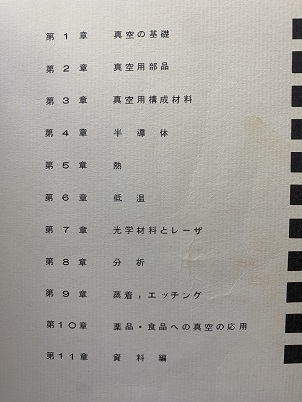 第1章 真空の基礎
第2章 真空用部品
第3章 真空用構成材料
第4章 半導体
第5章 熱
第6章 低温
第7章 光学材料とレーザ
第8章 分析
第9章 蒸着，エッチング
第10章 薬品・食品への真空の応用
第11章 資料編